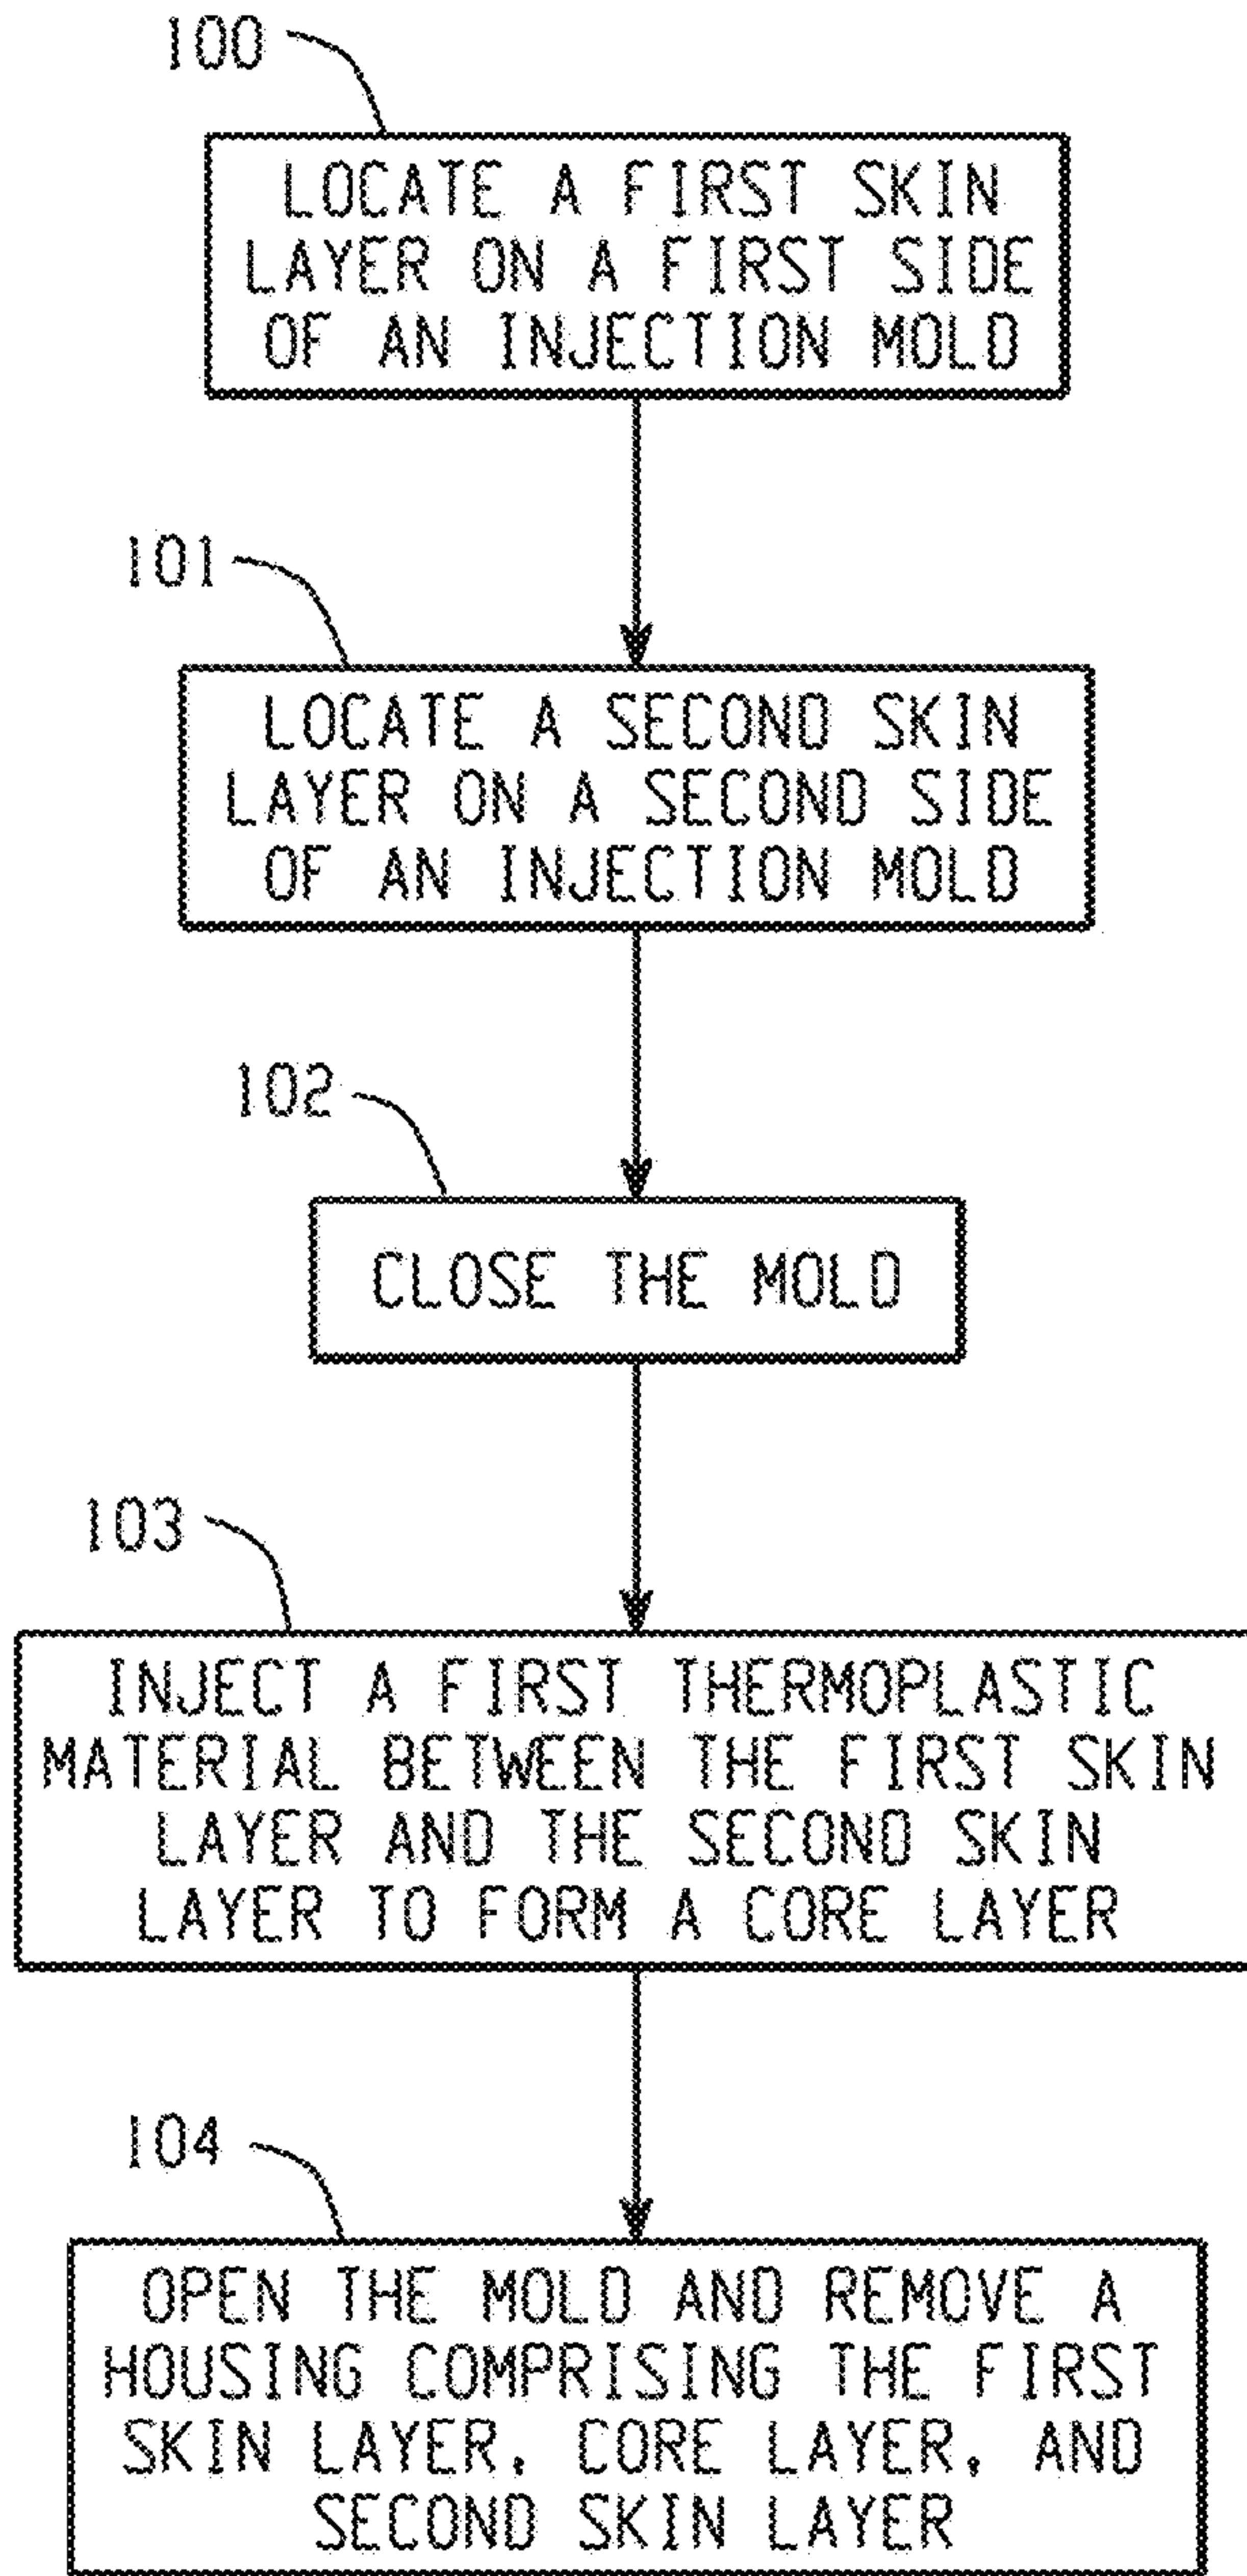 100
LOCATE A FIRST SKIN
LAYER ON A FIRST SIDE
OF AN INJECTION MOLD
101
LOCATE A SECOND SKIN
LAYER ON A SECOND SIDE
OF AN INJECTION MOLD
102
CLOSE THE MOLD
103
INJECT A FIRST THERMOPLASTIC
MATERIAL BETWEEN THE FIRST SKIN
LAYER AND THE SECOND SKIN
LAYER TO FORM A CORE LAYER
104
OPEN THE MOLD AND REMOVE A
HOUSING COMPRISING THE FIRST
SKIN LAYER, CORE LAYER, AND
SECOND SKIN LAYER